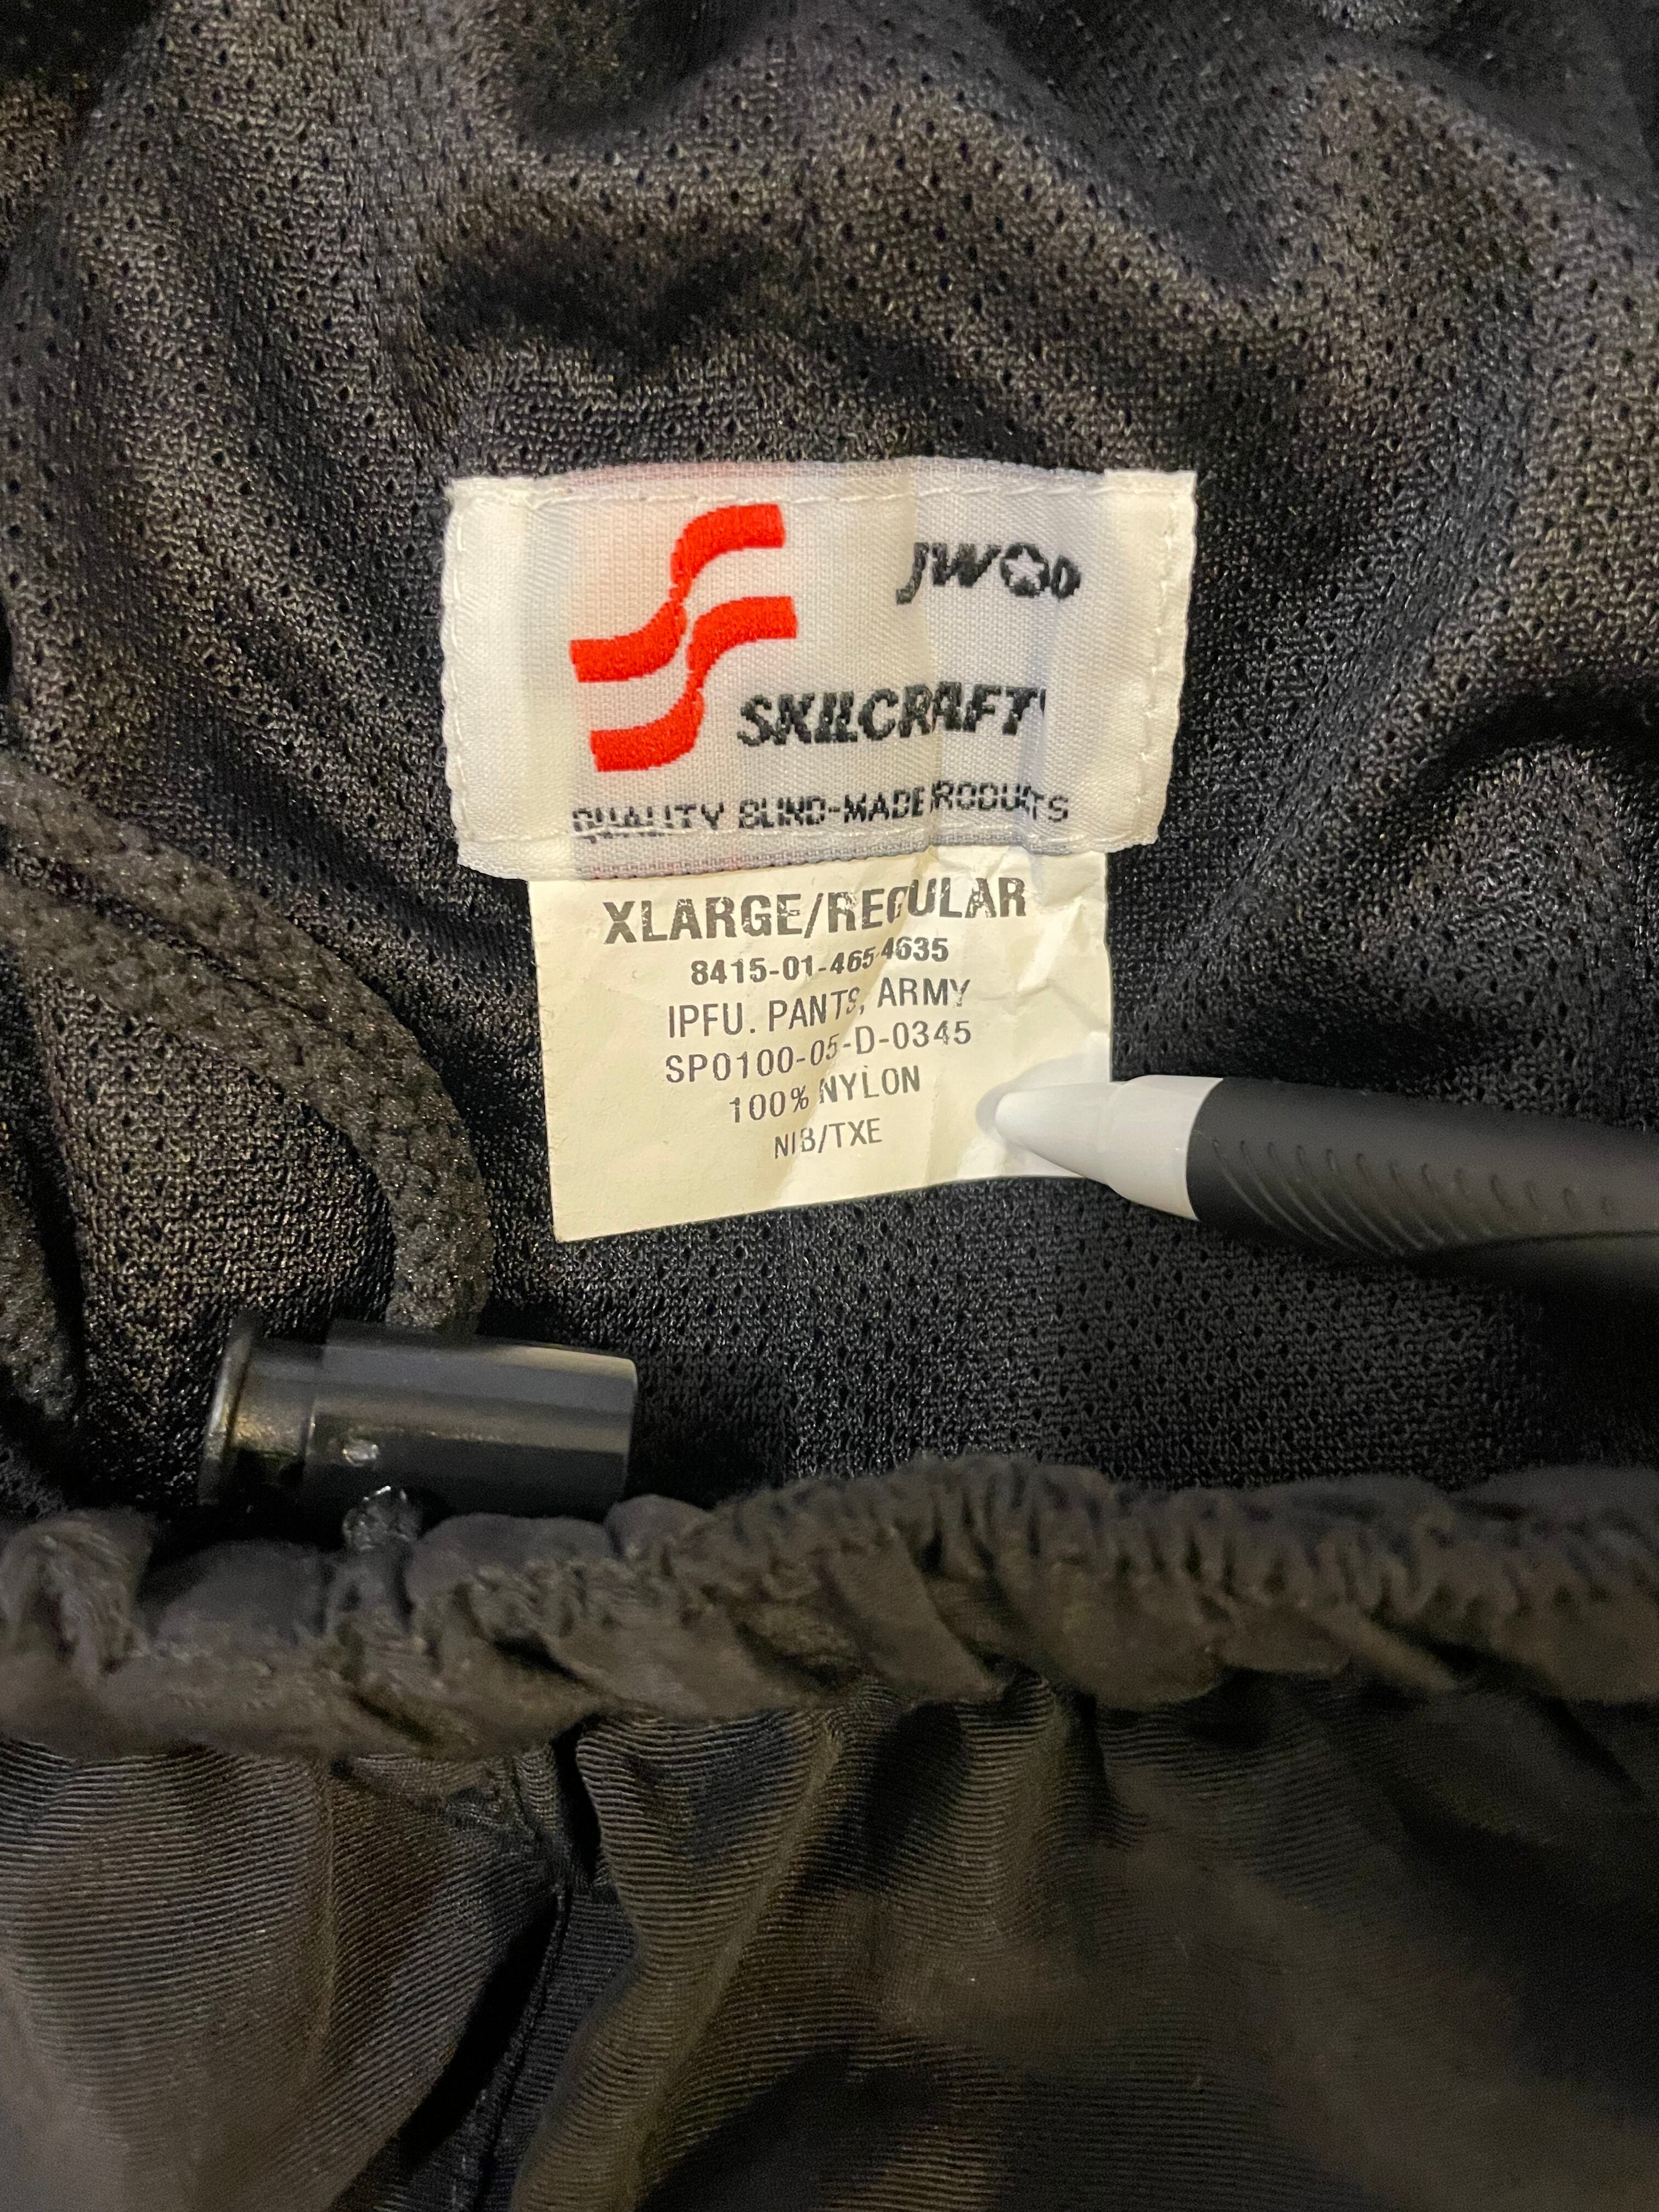 JWOD
SKILCRAFT
QUALITY BLIND-MADE PRODUCTS
XLARGE/REGULAR
8415-01-465 4635
IPFU. PANTS, ARMY
SP0100-05-D-0345
100% NYLON
NIB/TXE